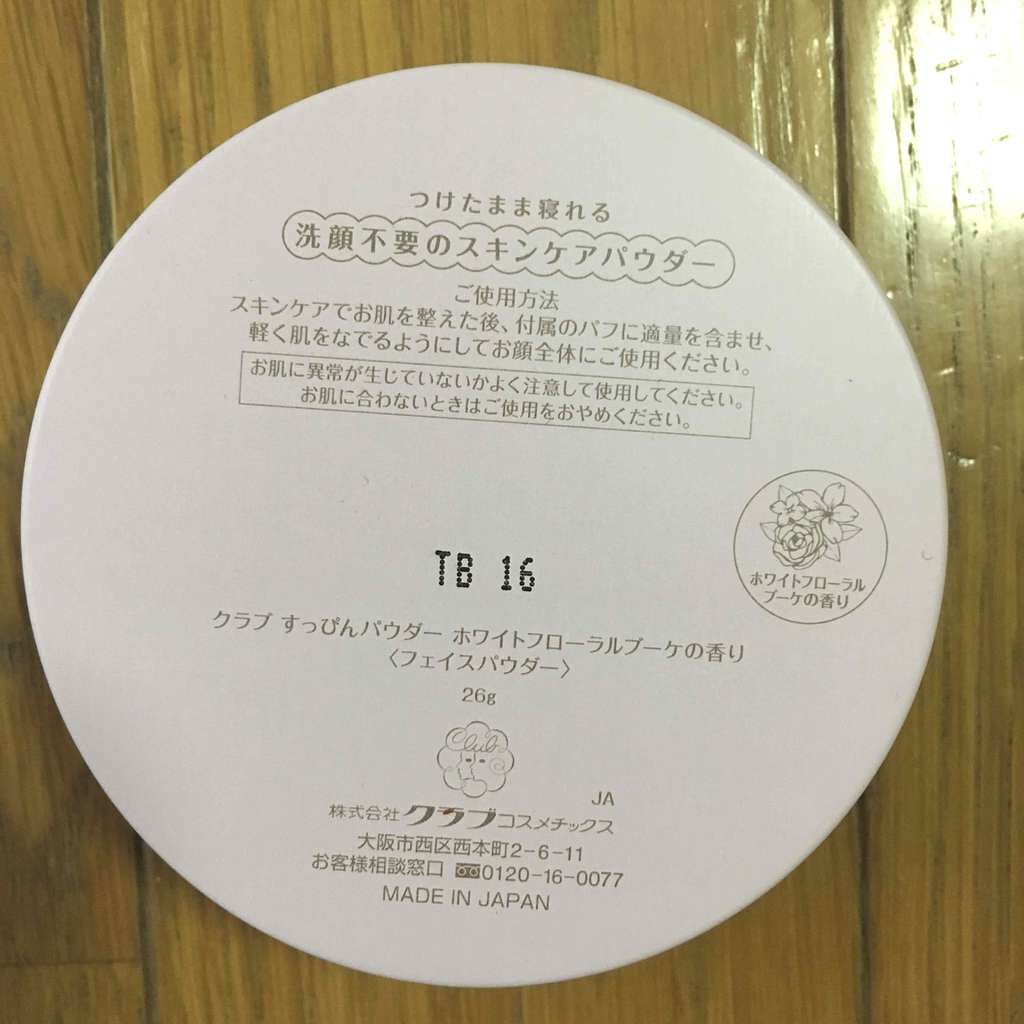 つけたまま寝れる
洗顔不要のスキンケアパウダー
ご使用方法
スキンケアでお肌を整えた後、付属のパフに適量を含ませ、
軽く肌をなでるようにしてお顔全体にご使用ください。
お肌に異常が生じていないかよく注意して使用してください。
お肌に合わないときはご使用をおやめください。
ホワイトフローラル
ブーケの香り
TB 16
クラブ すっぴんパウダー ホワイトフローラルブーケの香り
〈フェイスパウダー〉
26g
Club
JA
株式会社 クラブコスメチックス
大阪市西区西本町2-6-11
お客様相談窓口 0120-16-0077
MADE IN JAPAN